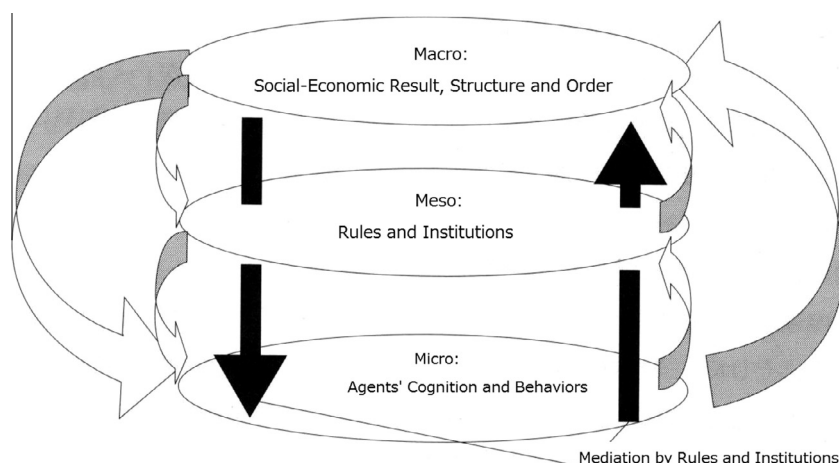 Macro:
Social-Economic Result, Structure and Order
Meso:
Rules and Institutions
Micro:
Agents' Cognition and Behaviors
Mediation by Rules and Institutions